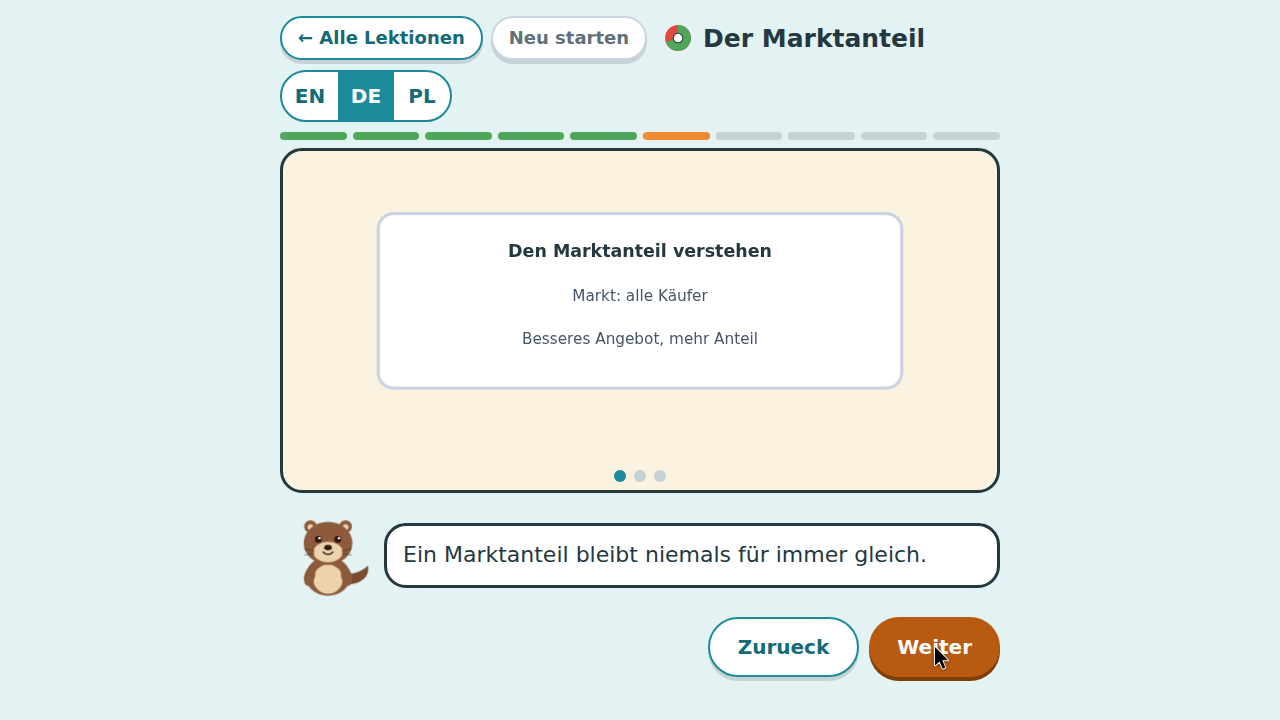 ← Alle Lektionen
Neu starten
Der Marktanteil
EN
DE
PL
Den Marktanteil verstehen
Markt: alle Käufer
Besseres Angebot, mehr Anteil
Ein Marktanteil bleibt niemals für immer gleich.
Zurueck
Weiter